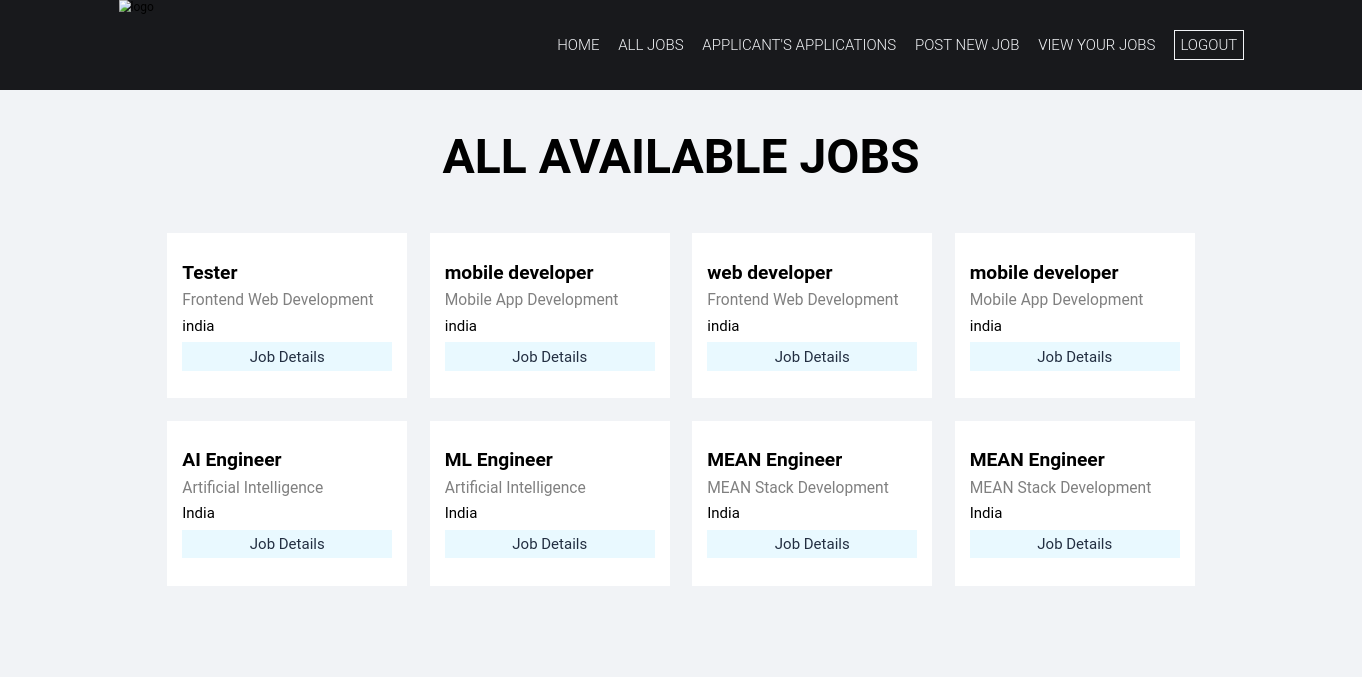 logo
HOME ALL JOBS APPLICANT'S APPLICATIONS POST NEW JOB VIEW YOUR JOBS LOGOUT
ALL AVAILABLE JOBS
Tester
Frontend Web Development
india
Job Details
mobile developer
Mobile App Development
india
Job Details
web developer
Frontend Web Development
india
Job Details
mobile developer
Mobile App Development
india
Job Details
AI Engineer
Artificial Intelligence
India
Job Details
ML Engineer
Artificial Intelligence
India
Job Details
MEAN Engineer
MEAN Stack Development
India
Job Details
MEAN Engineer
MEAN Stack Development
India
Job Details